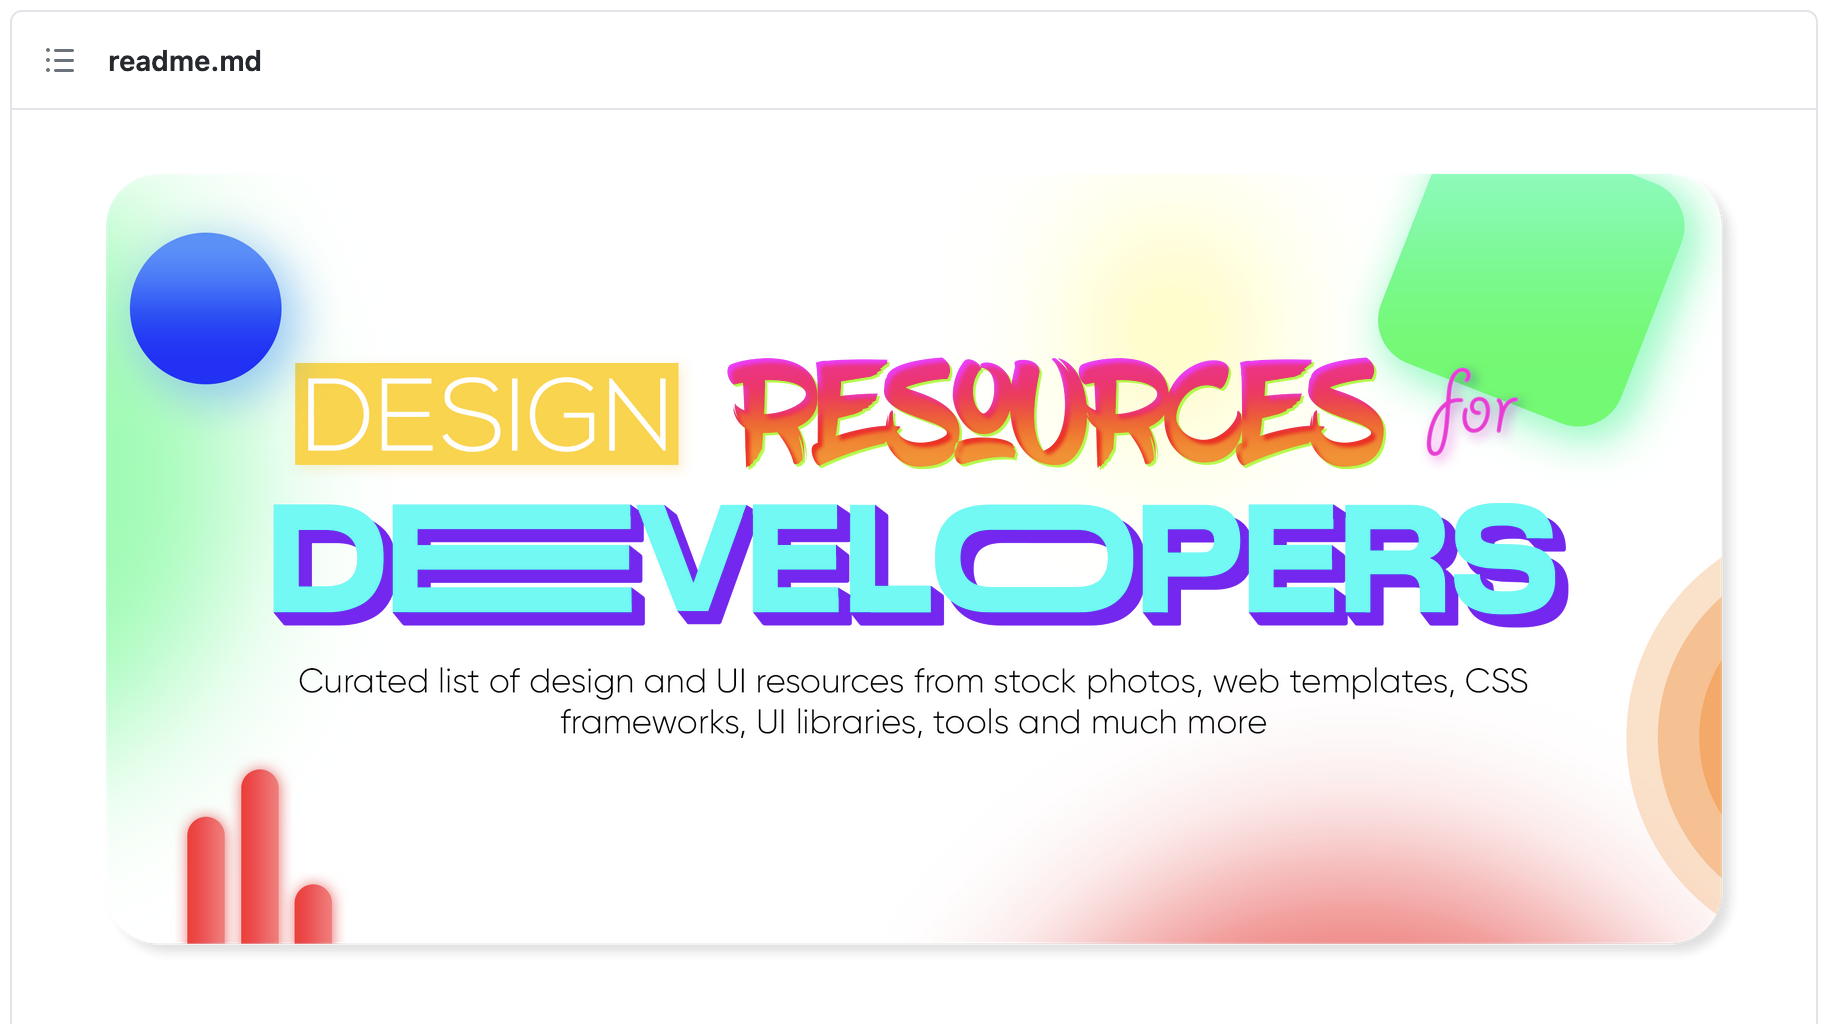 readme.md
DESIGN RESOURCES for
DEVELOPERS
Curated list of design and UI resources from stock photos, web templates, CSS
frameworks, UI libraries, tools and much more